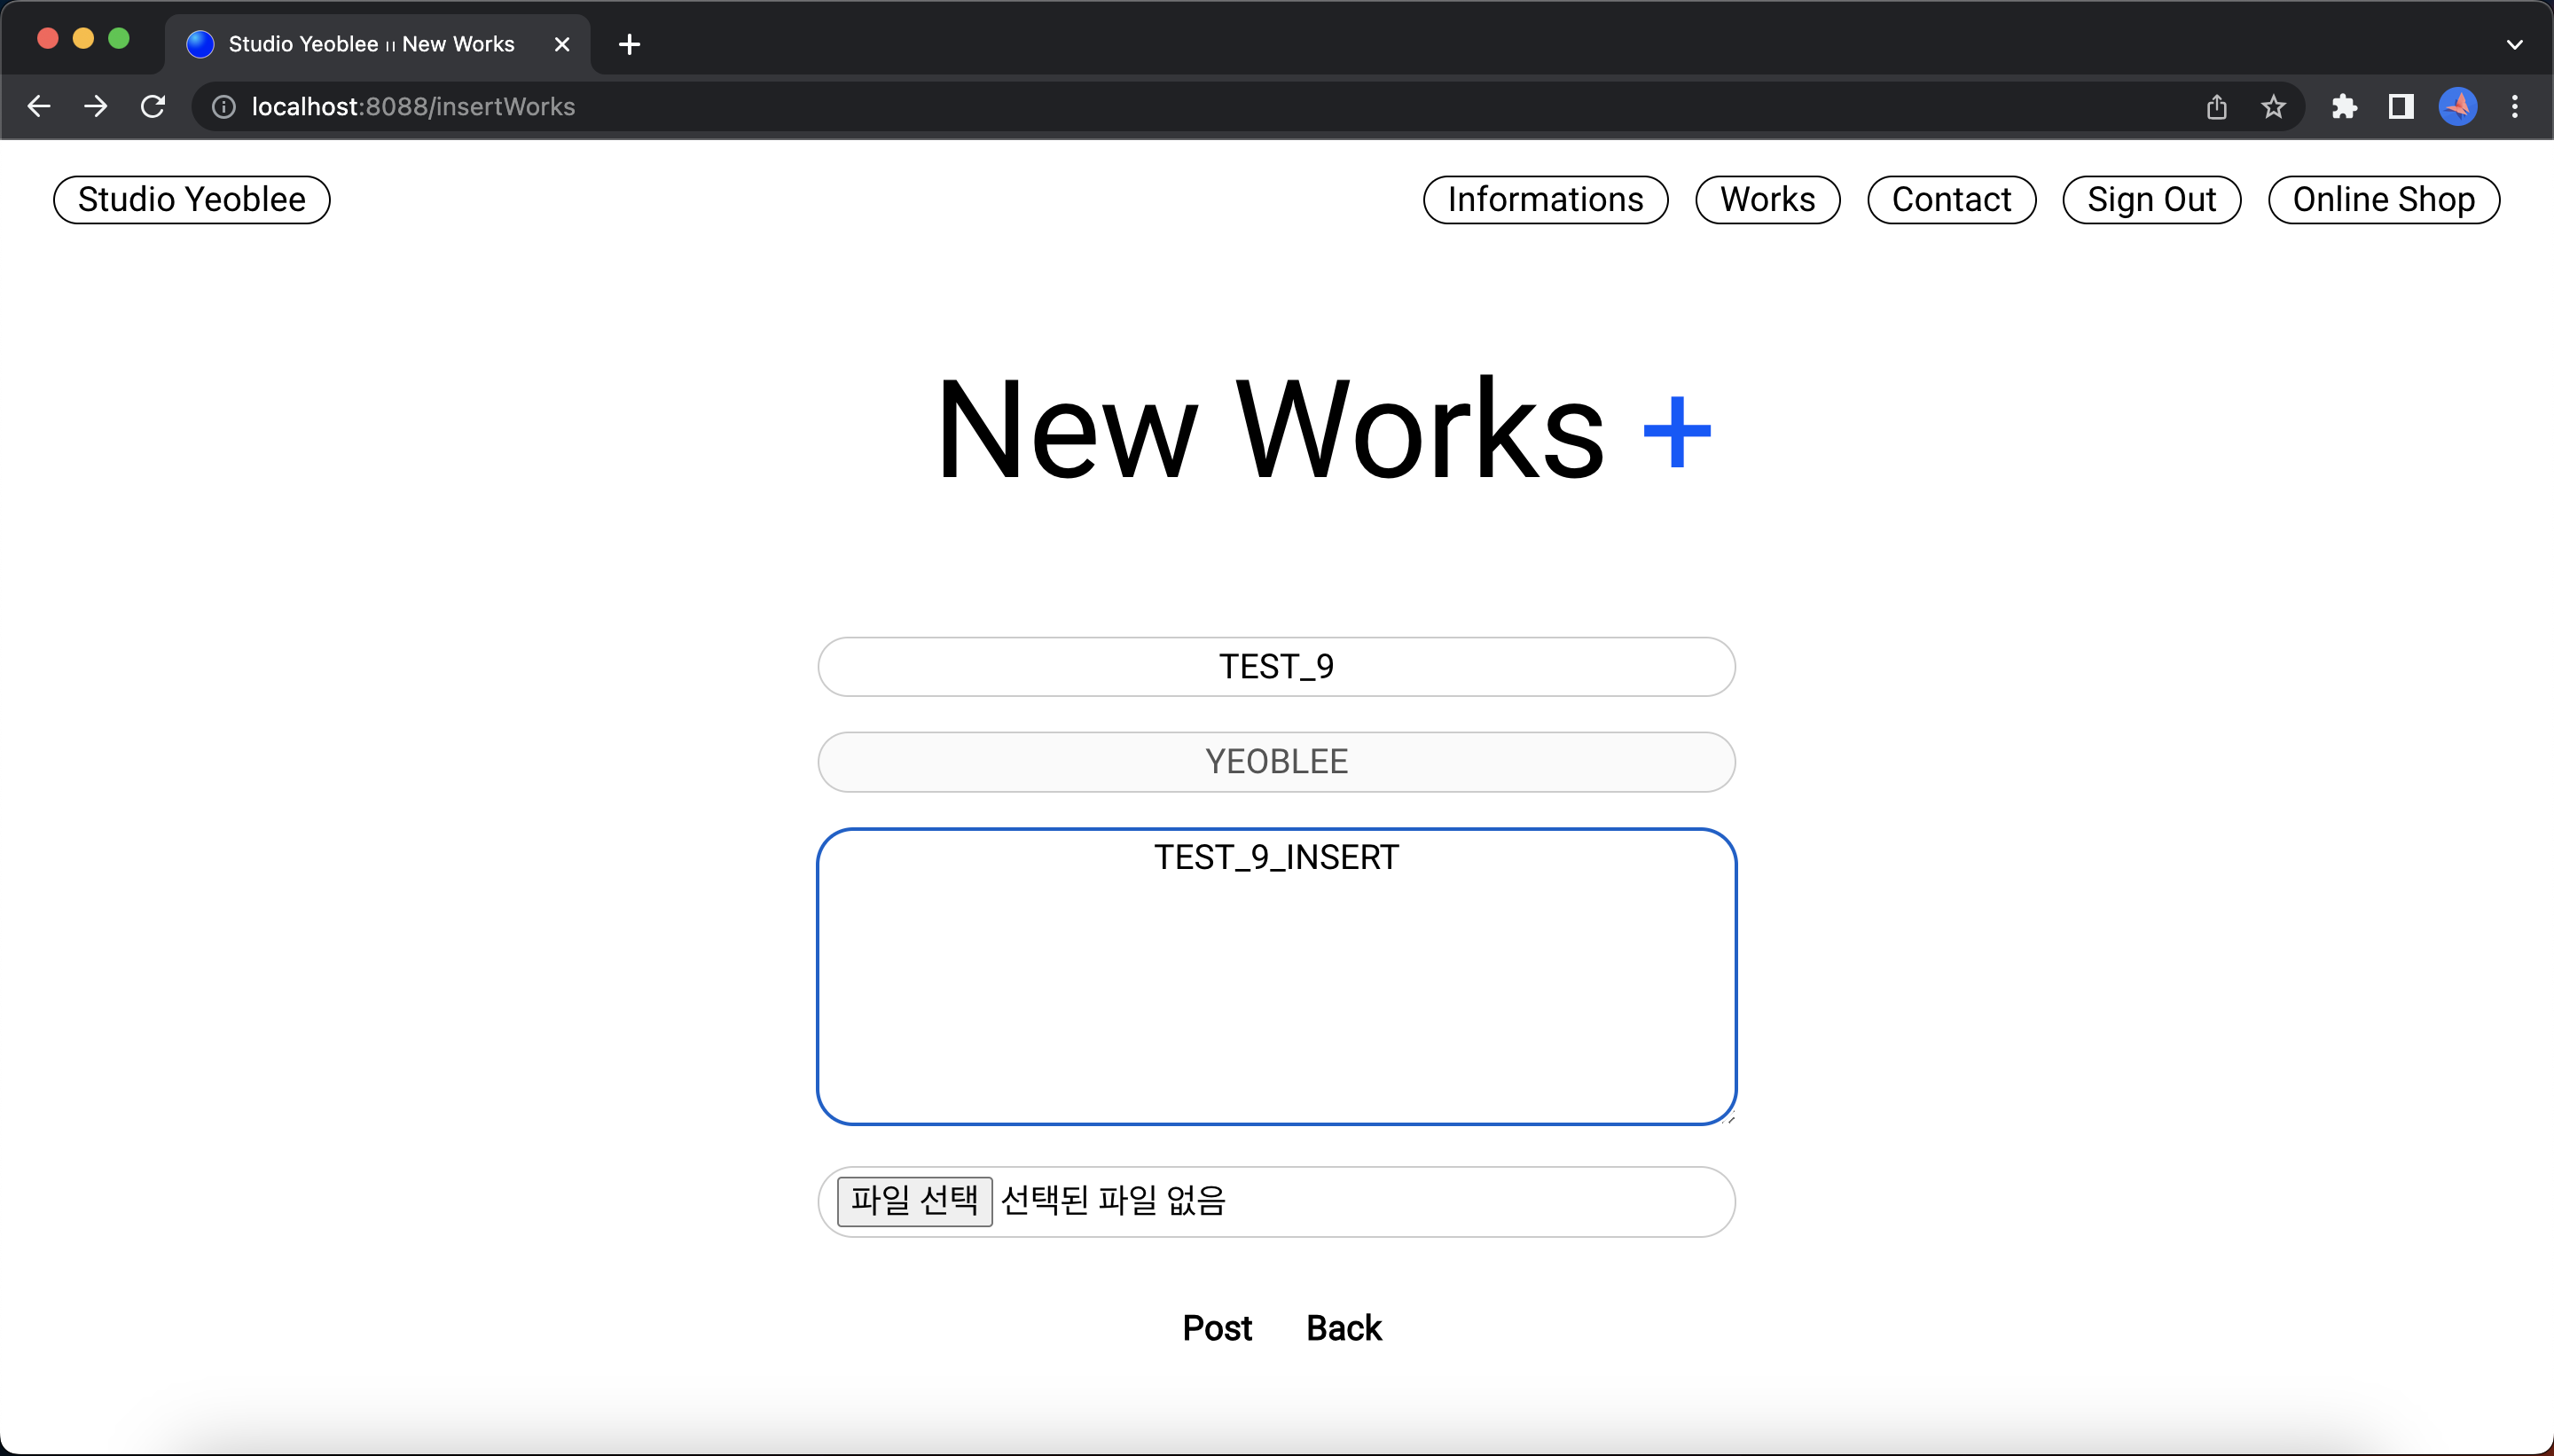 Studio Yeoblee ıı New Works
localhost:8088/insertWorks
Studio Yeoblee
Informations
Works
Contact
Sign Out
Online Shop
New Works +
TEST_9
YEOBLEE
TEST_9_INSERT
파일 선택 선택된 파일 없음
Post
Back